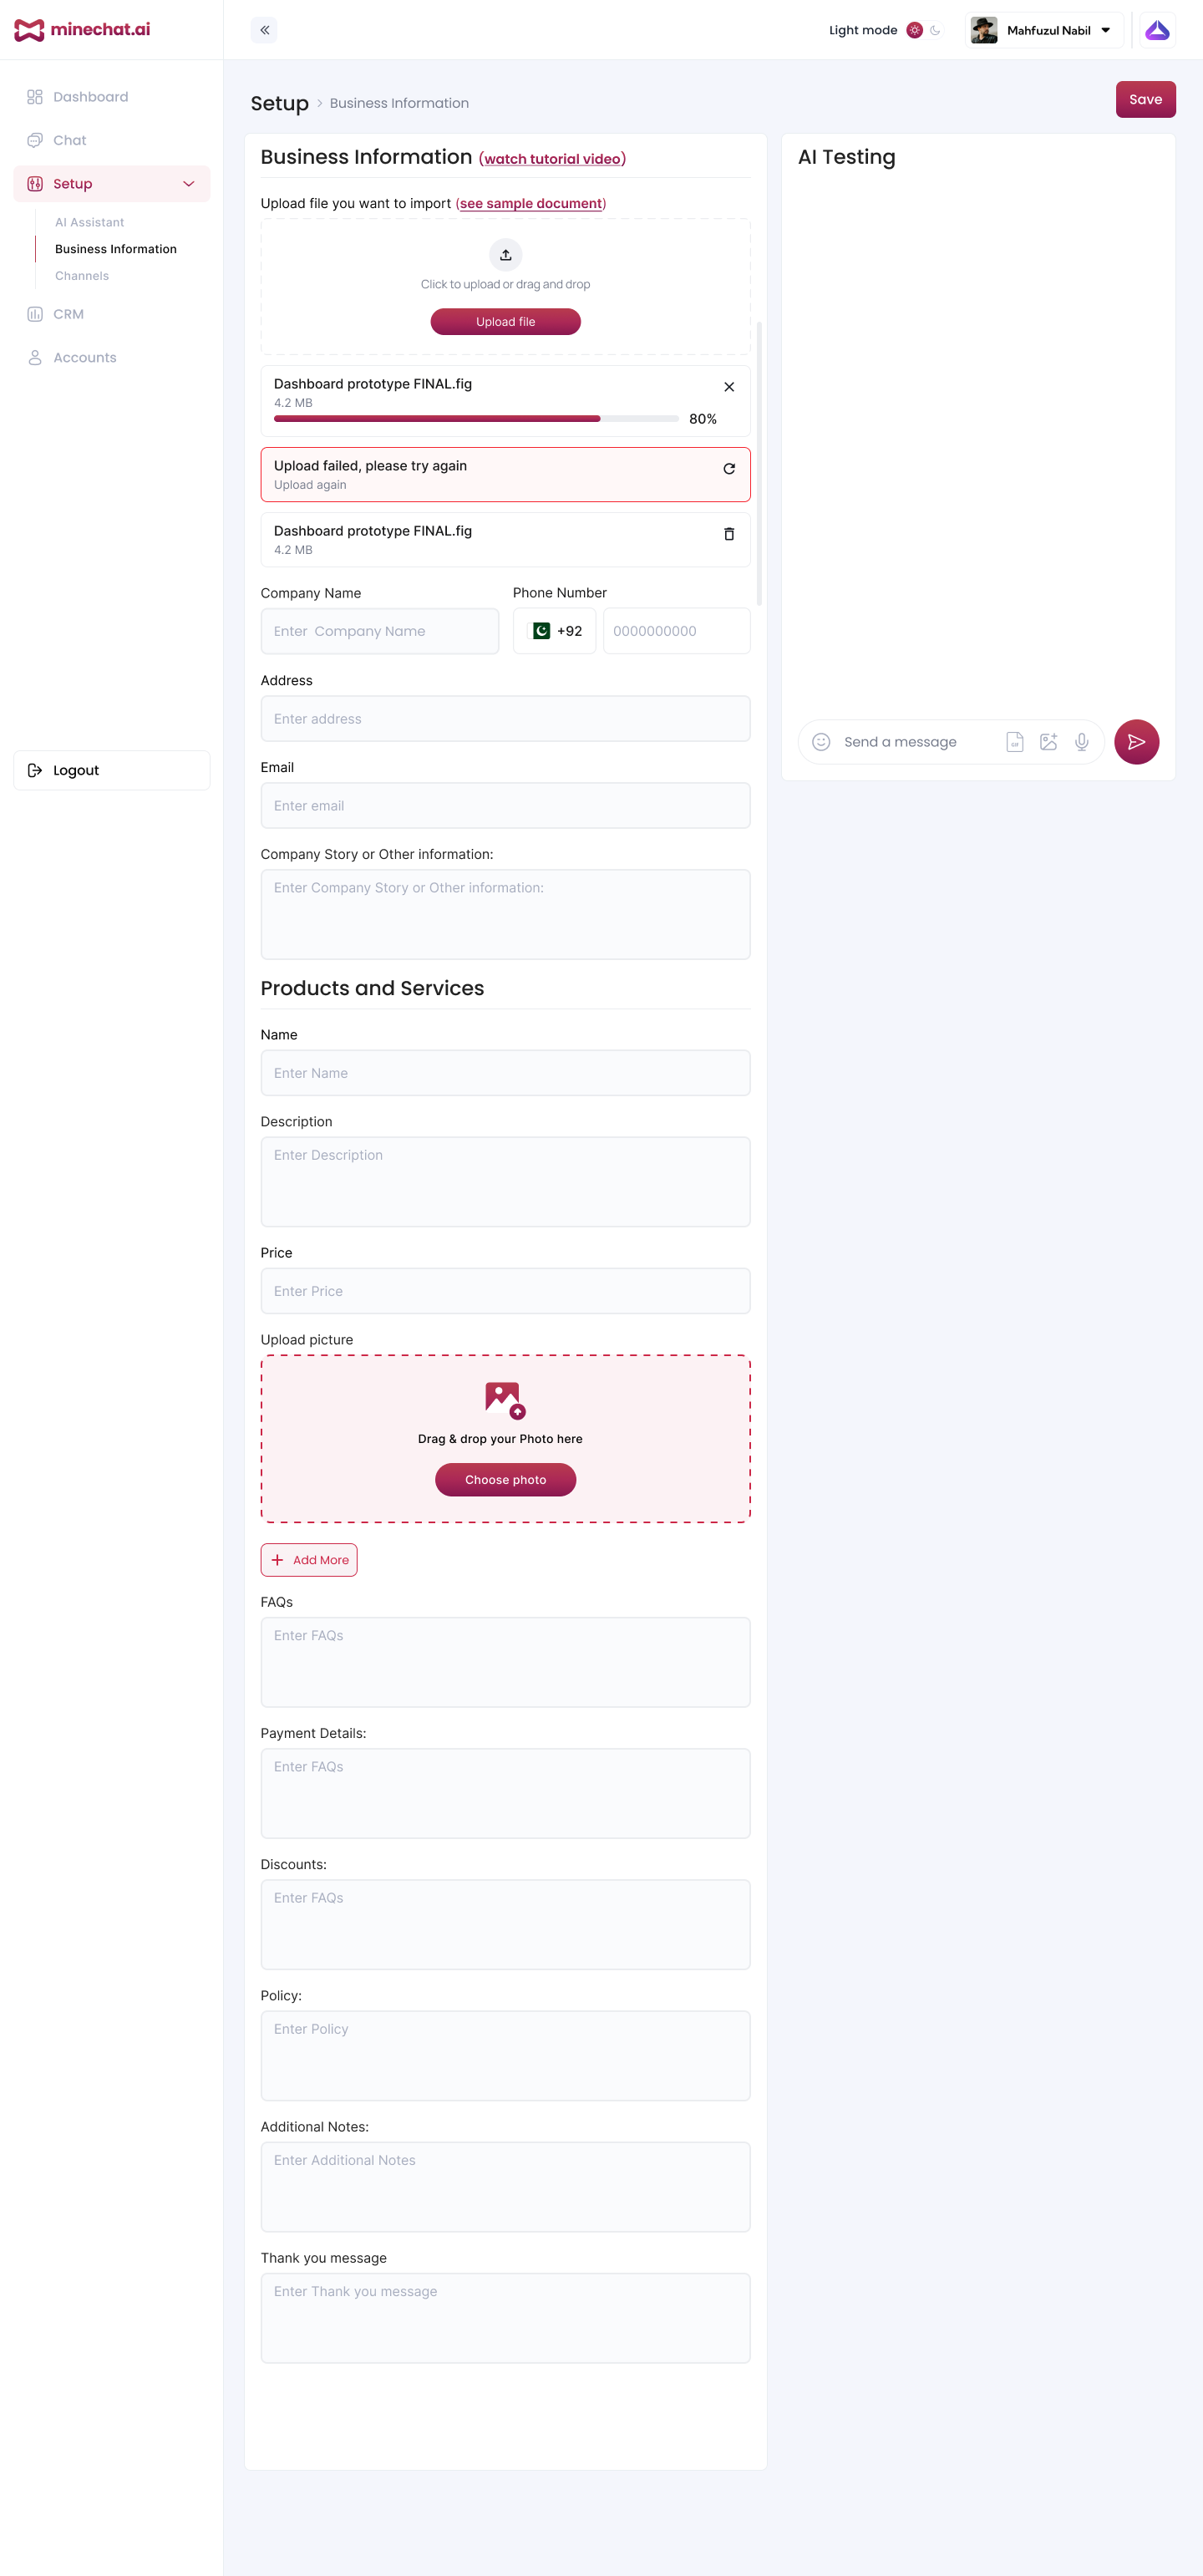 minechat.ai
Light mode
Mahfuzul Nabil
Dashboard
Chat
Setup
AI Assistant
Business Information
Channels
CRM
Accounts
Logout
Setup > Business Information
Save
Business Information (watch tutorial video)
Upload file you want to import (see sample document)
Click to upload or drag and drop
Upload file
Dashboard prototype FINAL.fig
4.2 MB
80%
Upload failed, please try again
Upload again
Dashboard prototype FINAL.fig
4.2 MB
Company Name
Phone Number
Enter Company Name
+92
0000000000
Address
Enter address
Email
Enter email
Company Story or Other information:
Enter Company Story or Other information:
Products and Services
Name
Enter Name
Description
Enter Description
Price
Enter Price
Upload picture
Drag & drop your Photo here
Choose photo
Add More
FAQs
Enter FAQs
Payment Details:
Enter FAQs
Discounts:
Enter FAQs
Policy:
Enter Policy
Additional Notes:
Enter Additional Notes
Thank you message
Enter Thank you message
AI Testing
Send a message
GIF